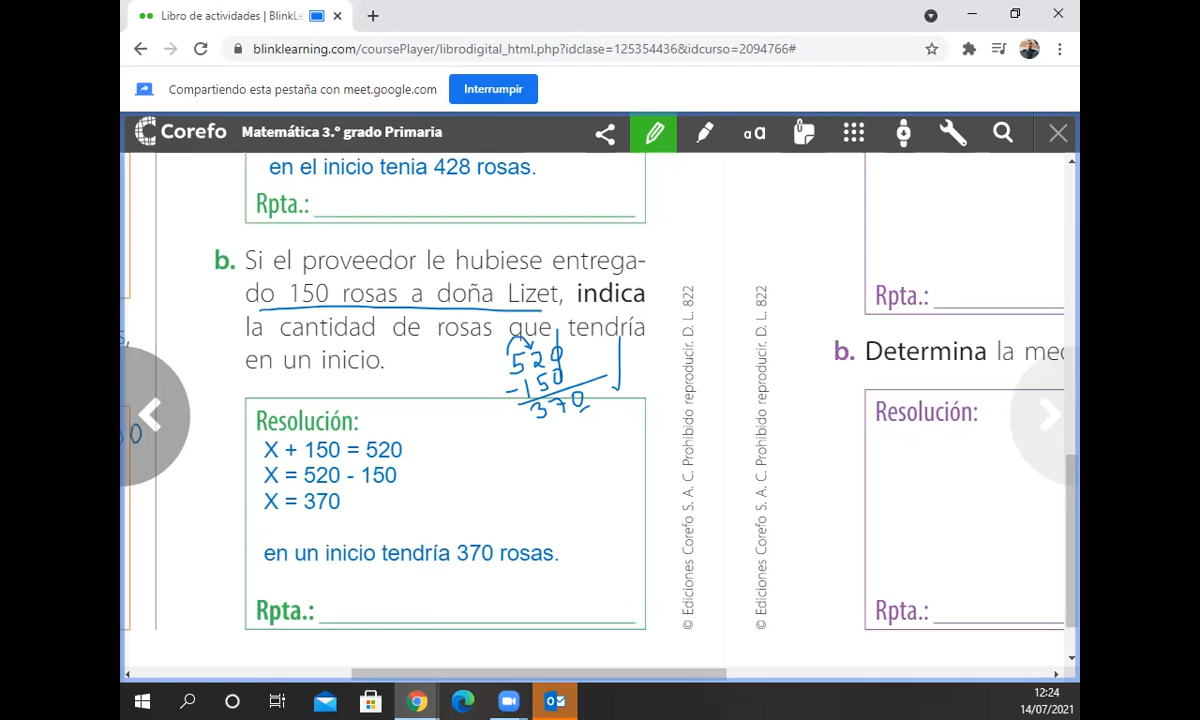 Libro de actividades | BlinkLe
blinklearning.com/coursePlayer/librodigital_html.php?idclase=125354436&idcurso=2094766#
Compartiendo esta pestaña con meet.google.com
Interrumpir
Corefo Matemática 3.º grado Primaria
aa
en el inicio tenia 428 rosas.
Rpta.:
b. Si el proveedor le hubiese entrega-
do 150 rosas a doña Lizet, indica
la cantidad de rosas que tendría
en un inicio.
520
-150
370
Resolución:
X + 150 = 520
X = 520 - 150
X = 370
en un inicio tendría 370 rosas.
Rpta.:
© Ediciones Corefo S. A. C. Prohibido reproducir. D. L. 822
© Ediciones Corefo S. A. C. Prohibido reproducir. D. L. 822
Rpta.:
b. Determina la med
Resolución:
Rpta.:
12:24
14/07/2021